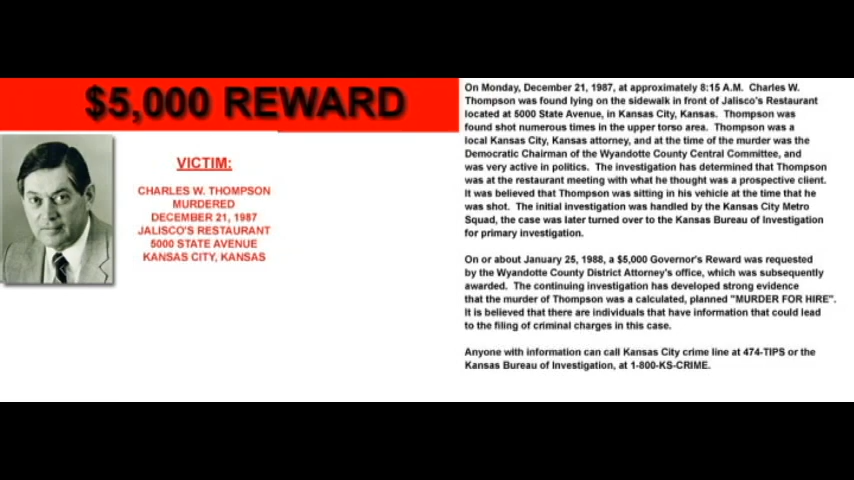 $5,000 REWARD
VICTIM:
CHARLES W. THOMPSON
MURDERED
DECEMBER 21, 1987
JALISCO'S RESTAURANT
5000 STATE AVENUE
KANSAS CITY, KANSAS
On Monday, December 21, 1987, at approximately 8:15 A.M. Charles W.
Thompson was found lying on the sidewalk in front of Jalisco's Restaurant
located at 5000 State Avenue, in Kansas City, Kansas. Thompson was
found shot numerous times in the upper torso area. Thompson was a
local Kansas City, Kansas attorney, and at the time of the murder was the
Democratic Chairman of the Wyandotte County Central Committee, and
was very active in politics. The investigation has determined that Thompson
was at the restaurant meeting with what he thought was a prospective client.
It was believed that Thompson was sitting in his vehicle at the time that he
was shot. The initial investigation was handled by the Kansas City Metro
Squad, the case was later turned over to the Kansas Bureau of Investigation
for primary investigation.
On or about January 25, 1988, a $5,000 Governor's Reward was requested
by the Wyandotte County District Attorney's office, which was subsequently
awarded. The continuing investigation has developed strong evidence
that the murder of Thompson was a calculated, planned "MURDER FOR HIRE".
It is believed that there are individuals that have information that could lead
to the filing of criminal charges in this case.
Anyone with information can call Kansas City crime line at 474-TIPS or the
Kansas Bureau of Investigation, at 1-800-KS-CRIME.